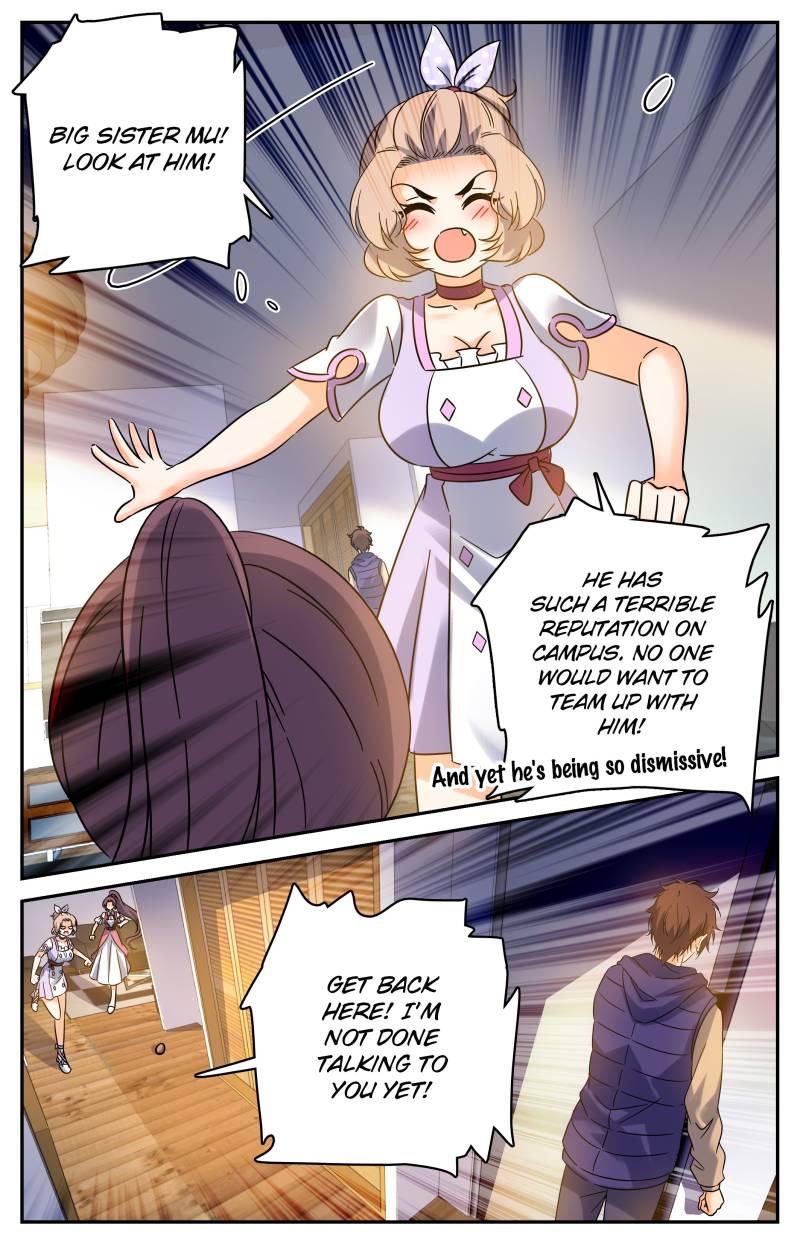 BIG SISTER MU!
LOOK AT HIM!
HE HAS
SUCH A TERRIBLE
REPUTATION ON
CAMPUS. NO ONE
WOULD WANT TO
TEAM UP WITH
HIM!
And yet he's being so dismissive!
GET BACK
HERE! I'M
NOT DONE
TALKING TO
YOU YET!